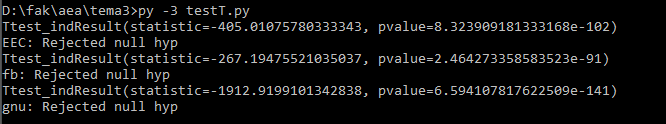 D:\fak\aea\tema3>py -3 testT.py
Ttest_indResult(statistic=-405.01075780333343, pvalue=8.323909181333168e-102)
EEC: Rejected null hyp
Ttest_indResult(statistic=-267.19475521035037, pvalue=2.464273358583523e-91)
fb: Rejected null hyp
Ttest_indResult(statistic=-1912.9199101342838, pvalue=6.594107817622509e-141)
gnu: Rejected null hyp